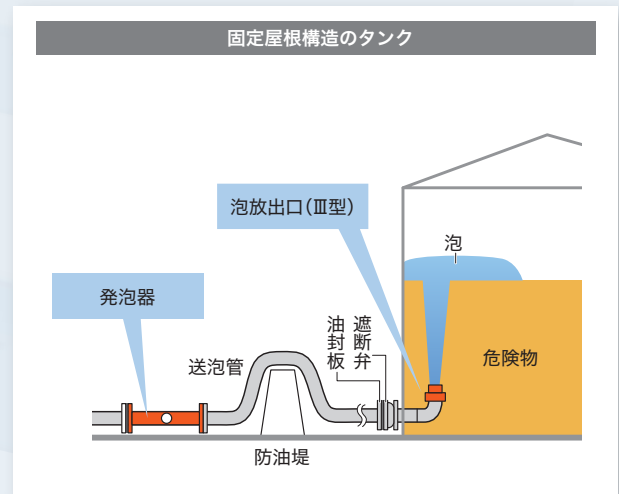 固定屋根構造のタンク
泡放出口(Ⅲ型)
泡
発泡器
送泡管
油封板
遮断弁
危険物
防油堤